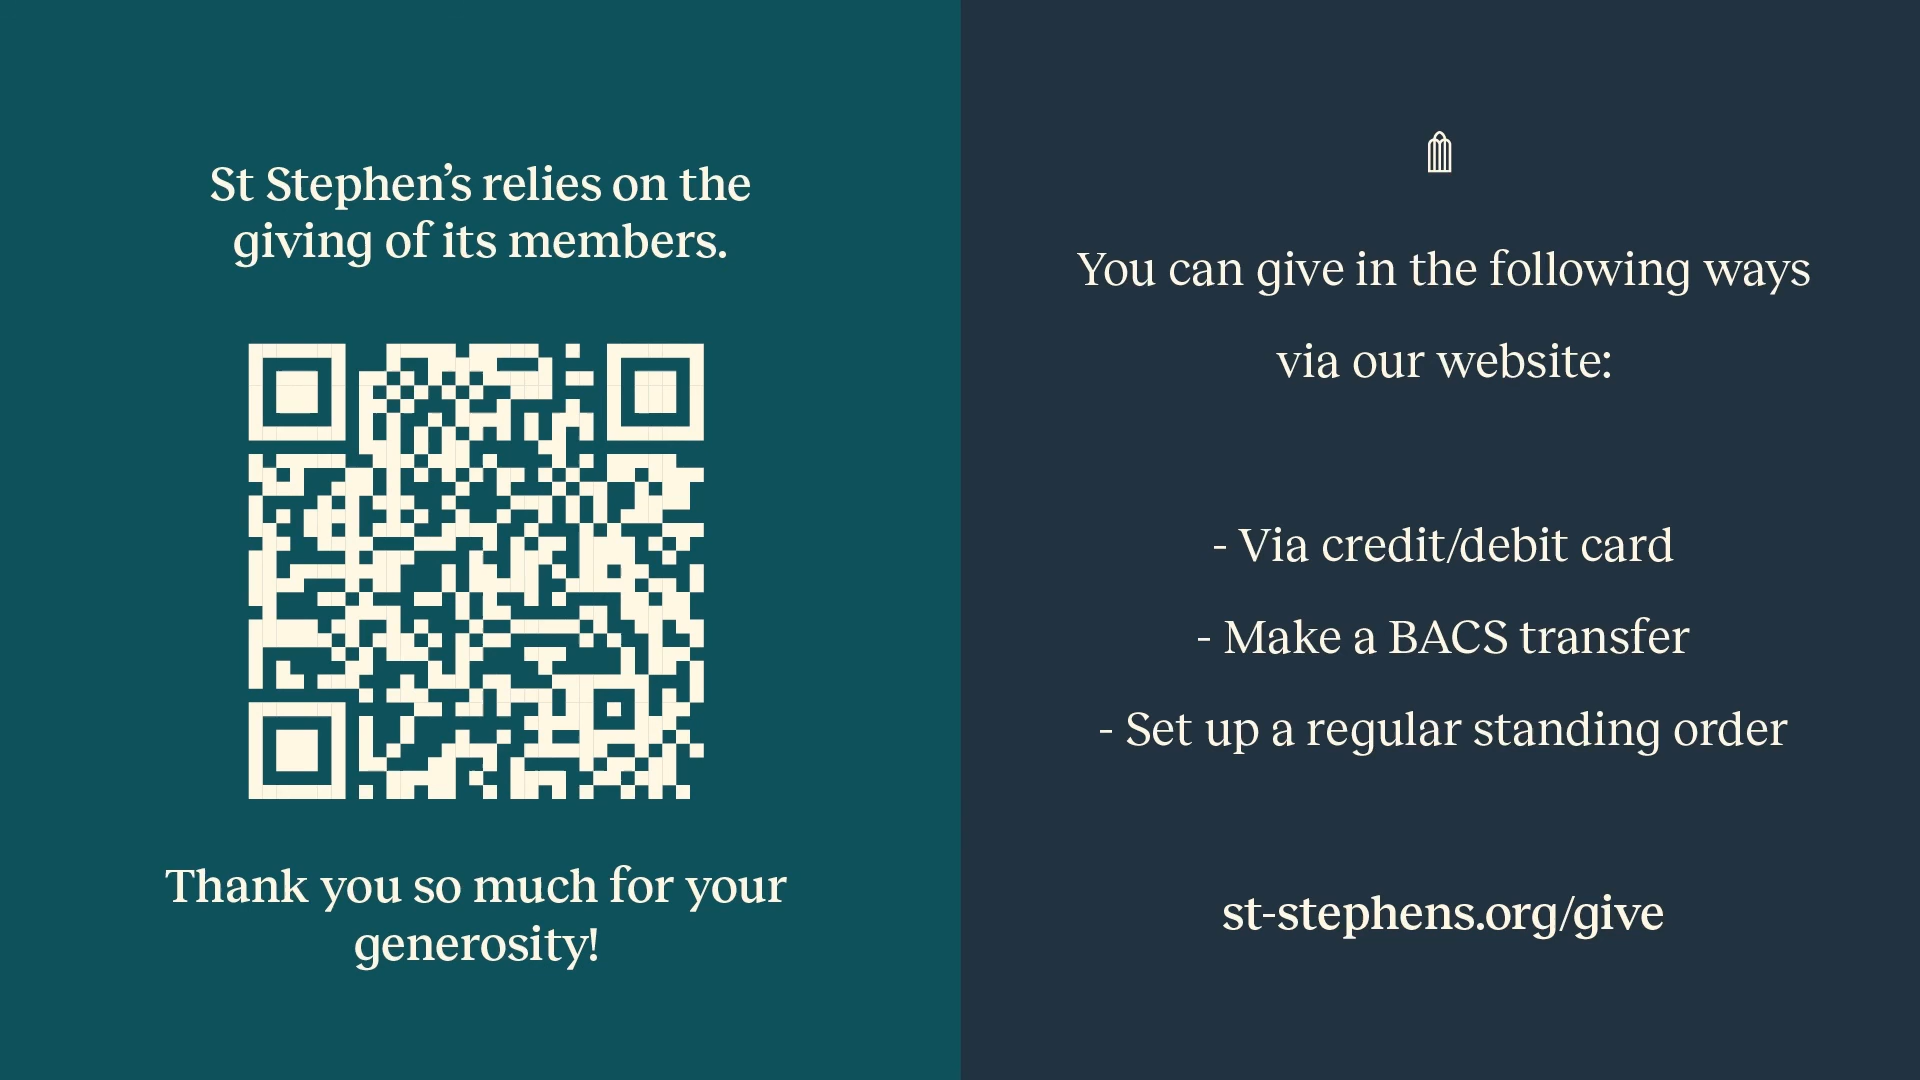 St Stephen’s relies on the
giving of its members.
Thank you so much for your
generosity!
You can give in the following ways
via our website:
- Via credit/debit card
- Make a BACS transfer
- Set up a regular standing order
st-stephens.org/give